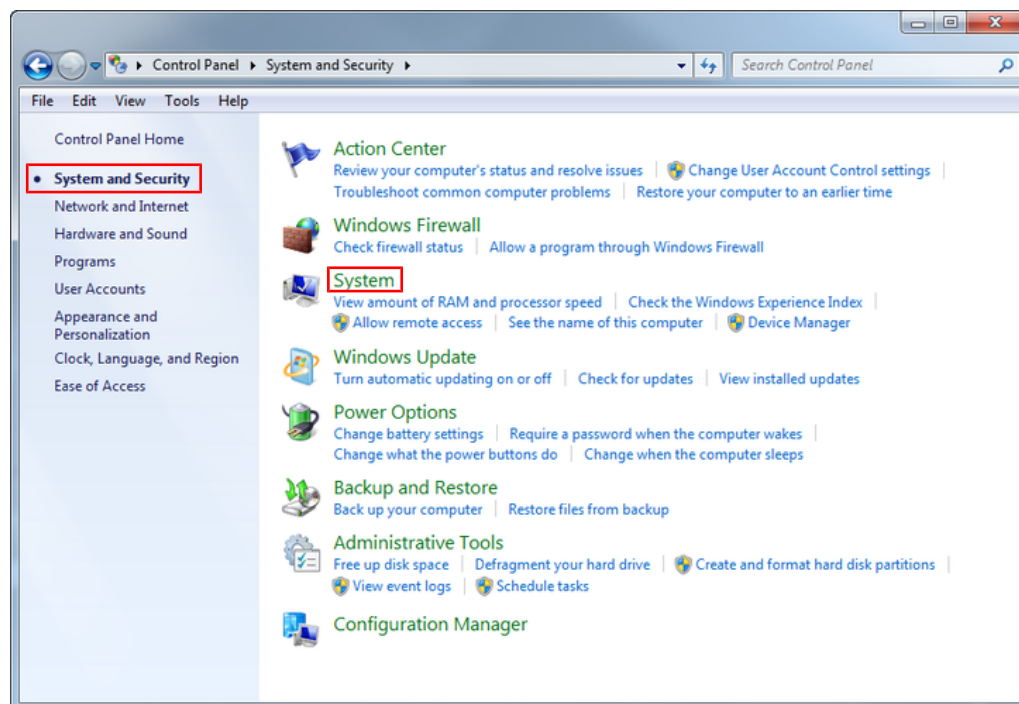 Control Panel System and Security
Search Control Panel
File Edit View Tools Help
Control Panel Home
System and Security
Network and Internet
Hardware and Sound
Programs
User Accounts
Appearance and
Personalization
Clock, Language, and Region
Ease of Access
Action Center
Review your computer's status and resolve issues Change User Account Control settings
Troubleshoot common computer problems Restore your computer to an earlier time
Windows Firewall
Check firewall status Allow a program through Windows Firewall
System
View amount of RAM and processor speed Check the Windows Experience Index
Allow remote access See the name of this computer Device Manager
Windows Update
Turn automatic updating on or off Check for updates View installed updates
Power Options
Change battery settings Require a password when the computer wakes
Change what the power buttons do Change when the computer sleeps
Backup and Restore
Back up your computer Restore files from backup
Administrative Tools
Free up disk space Defragment your hard drive Create and format hard disk partitions
View event logs Schedule tasks
Configuration Manager